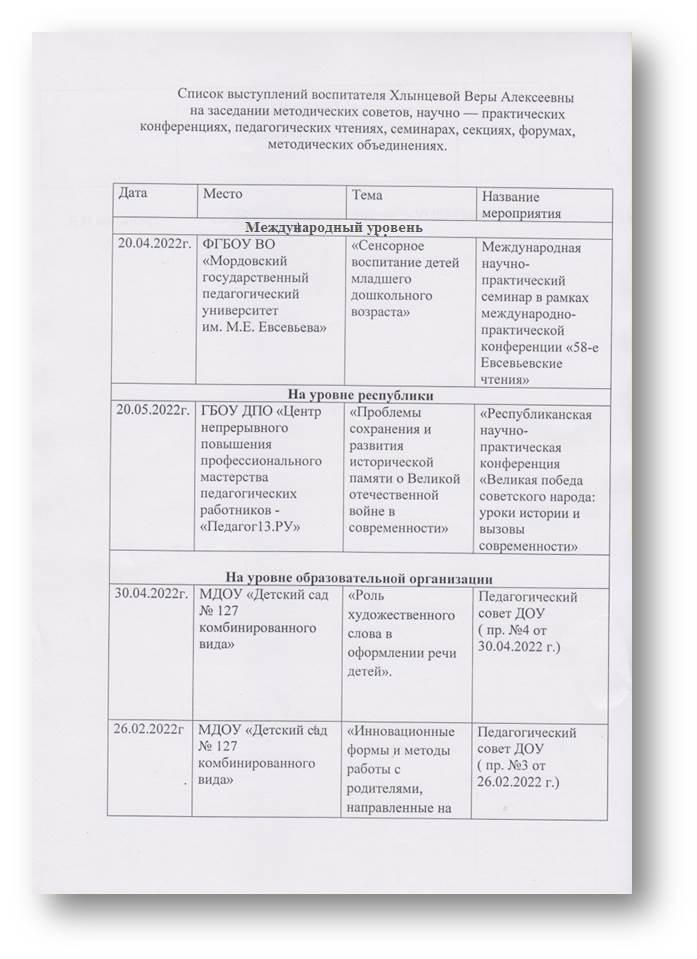 Список выступлений воспитателя Хлынцевой Веры Алексеевны
на заседании методических советов, научно — практических
конференциях, педагогических чтениях, семинарах, секциях, форумах,
методических объединениях.
Дата
Место
Тема
Название
мероприятия
Международный уровень
20.04.2022г.
ФГБОУ ВО
«Мордовский
государственный
педагогический
университет
им. М.Е. Евсевьева»
«Сенсорное
воспитание детей
младшего
дошкольного
возраста»
Международная
научно-
практический
семинар в рамках
международно-
практической
конференции «58-е
Евсевьевские
чтения»
На уровне республики
20.05.2022г.
ГБОУ ДПО «Центр
непрерывного
повышения
профессионального
мастерства
педагогических
работников -
«Педагог13.РУ»
«Проблемы
сохранения и
развития
исторической
памяти о Великой
отечественной
войне в
современности»
«Республиканская
научно-
практическая
конференция
«Великая победа
советского народа:
уроки истории и
вызовы
современности»
На уровне образовательной организации
30.04.2022г.
МДОУ «Детский сад
№ 127
комбинированного
вида»
«Роль
художественного
слова в
оформлении речи
детей».
Педагогический
совет ДОУ
( пр. №4 от
30.04.2022 г.)
26.02.2022г
МДОУ «Детский сад
№ 127
комбинированного
вида»
«Инновационные
формы и методы
работы с
родителями,
направленные на
Педагогический
совет ДОУ
( пр. №3 от
26.02.2022 г.)